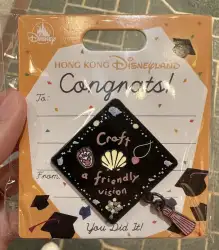 Disney
HONG KONG DISNEYLAND
Congrats!
To:
Craft
a friendly
vision
From:
You Did It!